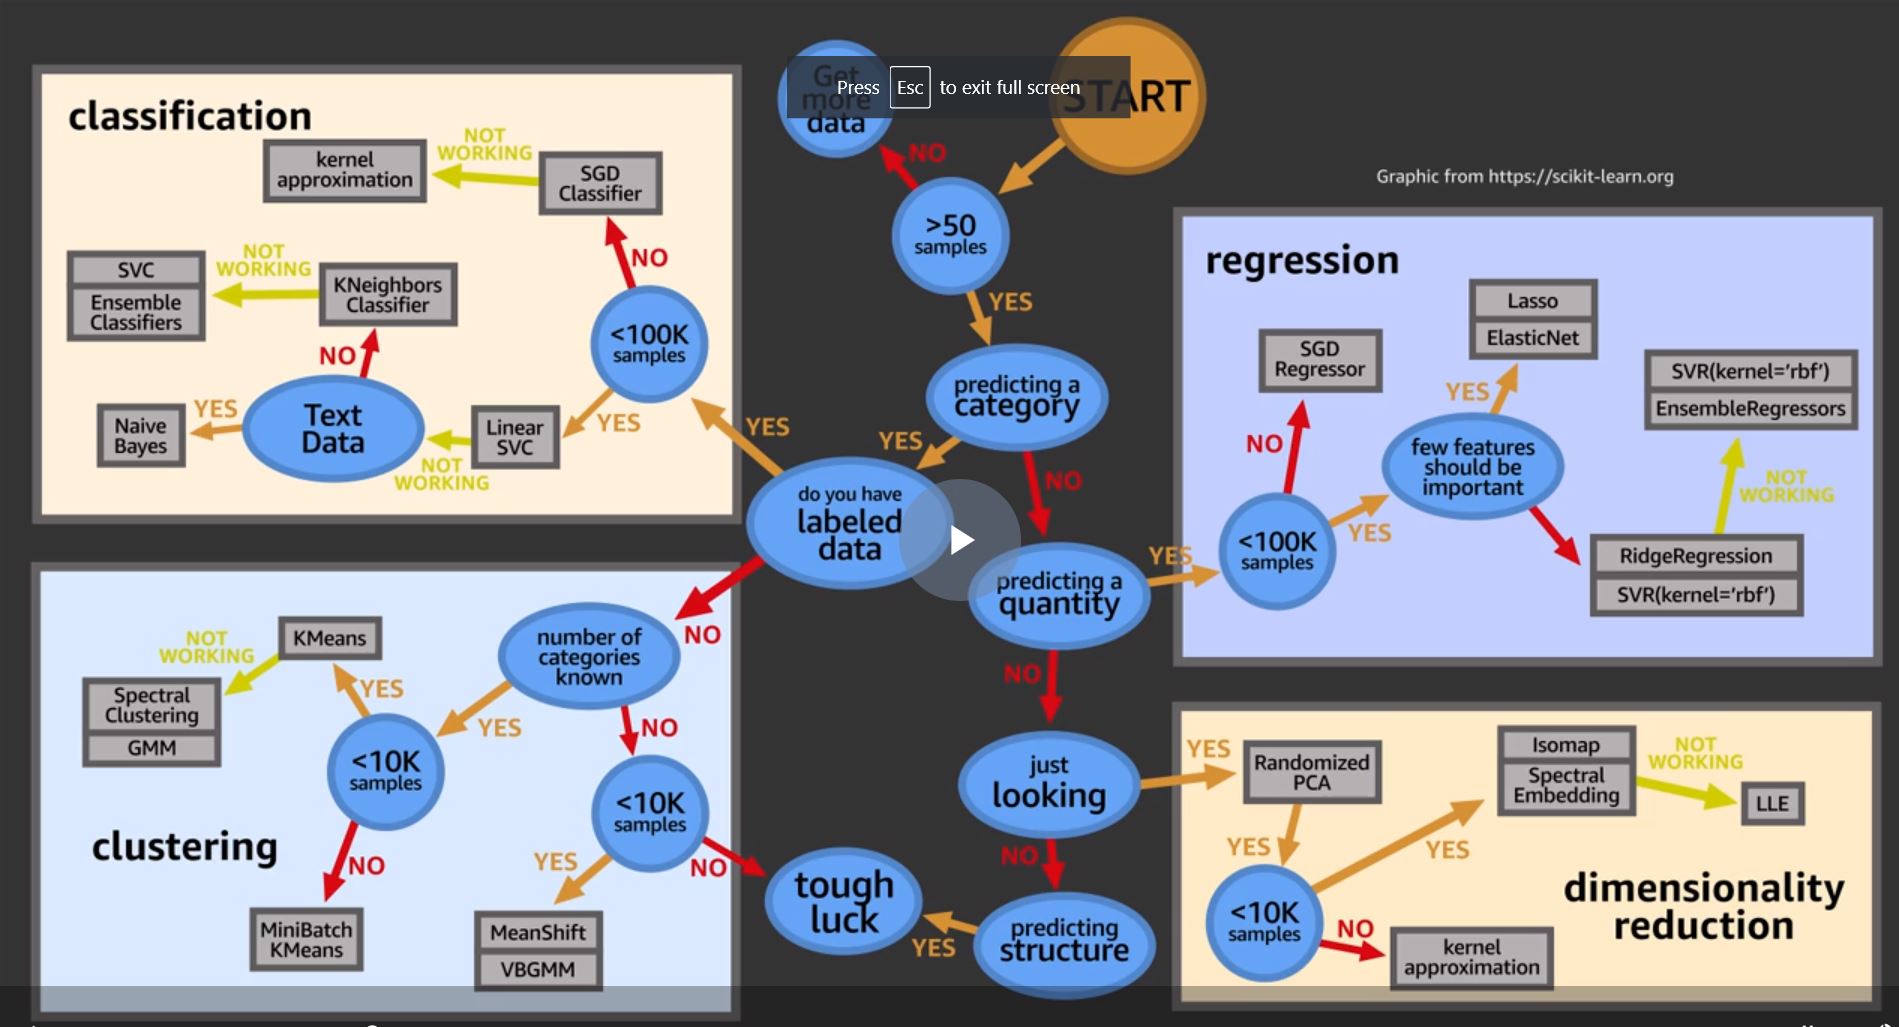 Get
more
data
START
Press Esc to exit full screen
NO
>50
samples
YES
Graphic from https://scikit-learn.org
predicting a
category
YES
NO
do you have
labeled
data
YES
NO
predicting a
quantity
YES
NO
just
looking
YES
NO
predicting
structure
YES
tough
luck
classification
kernel
approximation
NOT
WORKING
SGD
Classifier
NO
SVC
Ensemble
Classifiers
NOT
WORKING
KNeighbors
Classifier
<100K
samples
NO
YES
Naive
Bayes
YES
Text
Data
Linear
SVC
NOT
WORKING
regression
Lasso
ElasticNet
SGD
Regressor
SVR(kernel='rbf')
EnsembleRegressors
YES
NO
few features
should be
important
NOT
WORKING
<100K
samples
YES
RidgeRegression
SVR(kernel='rbf')
clustering
KMeans
NOT
WORKING
number of
categories
known
YES
Spectral
Clustering
GMM
YES
NO
<10K
samples
<10K
samples
NO
YES
NO
MiniBatch
KMeans
MeanShift
VBGMM
Randomized
PCA
Isomap
Spectral
Embedding
NOT
WORKING
LLE
YES
YES
dimensionality
reduction
<10K
samples
NO
kernel
approximation